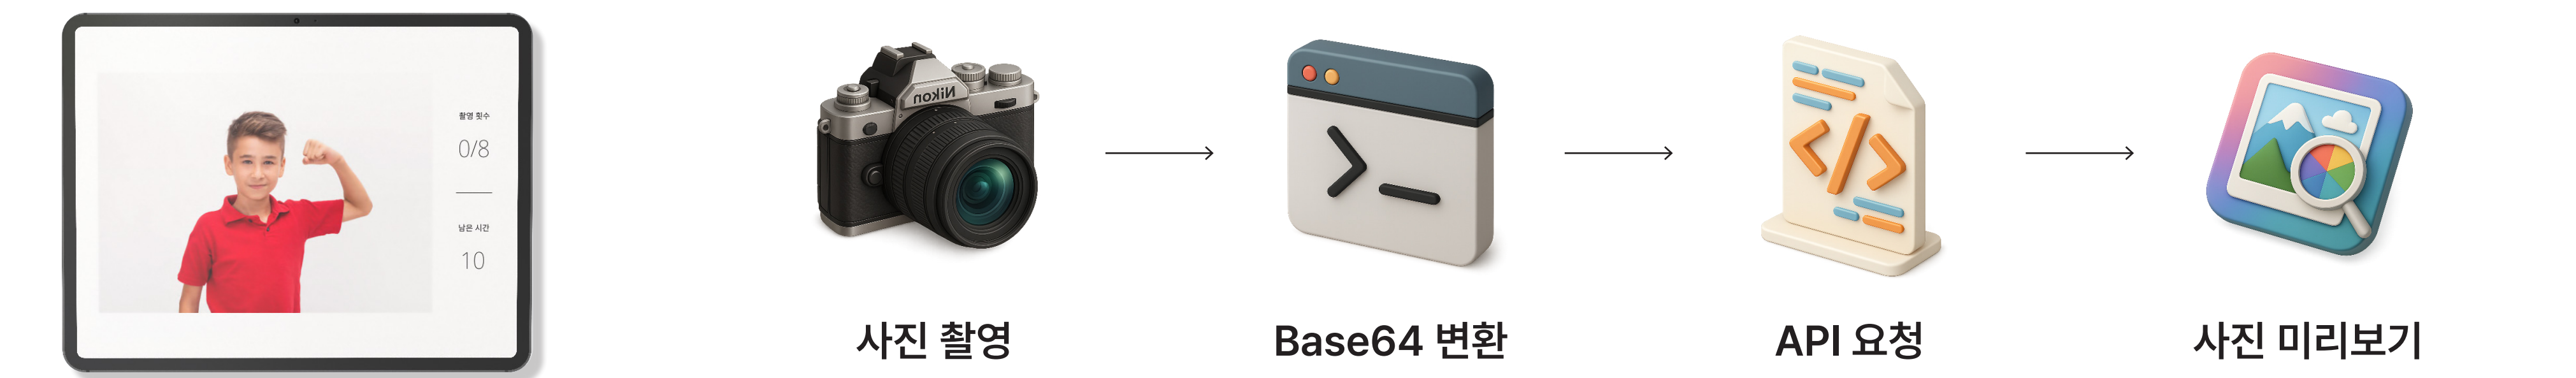 촬영 횟수
0/8
남은 시간
10
Nikon
사진 촬영
Base64 변환
API 요청
사진 미리보기